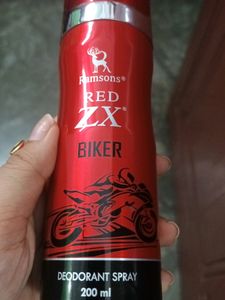 Ramsons®
RED
ZX®
BIKER
DEODORANT SPRAY
200 ml